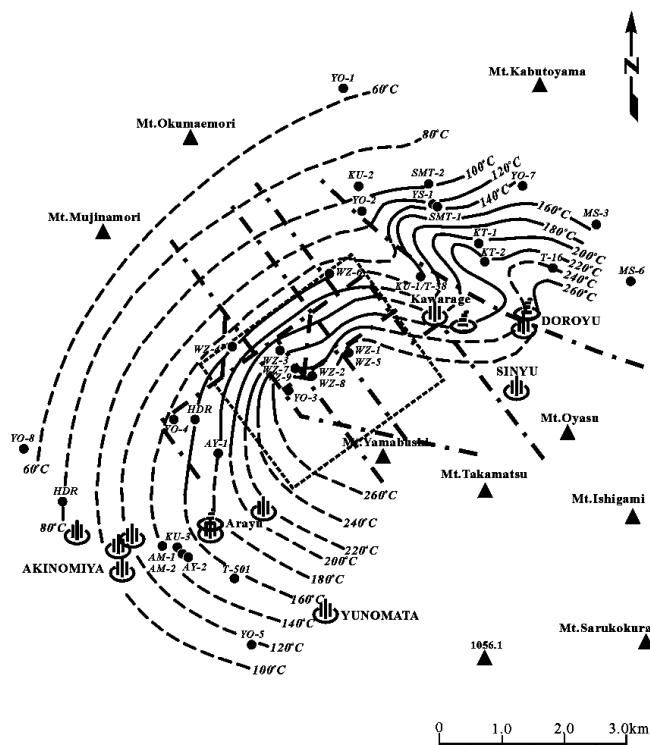 YO-1
60°C
Mt.Kabutoyama
N
Mt.Okumaemori
80°C
KU-2
SMT-2
100°C
120°C
YO-7
YS-1
140°C
YO-2
SMT-1
160°C
MS-3
Mt.Mujinamori
180°C
KT-1
200°C
KT-2
220°C
T-16
240°C
WZ-6
KU-1/T-38
260°C
MS-6
Kawarage
DOROYU
WZ-4
WZ-3
WZ-1
WZ-7
WZ-5
WZ-9
WZ-2
WZ-8
SINYU
YO-3
HDR
YO-4
Mt.Oyasu
YO-8
AY-1
Mt.Yamabushi
60°C
Mt.Takamatsu
HDR
260°C
Mt.Ishigami
80°C
Arayu
240°C
KU-3
220°C
AM-1
200°C
AKINOMIYA
AM-2
AY-2
T-501
180°C
160°C
YUNOMATA
140°C
Mt.Sarukokura
YO-5
120°C
1056.1
100°C
0 1.0 2.0 3.0km